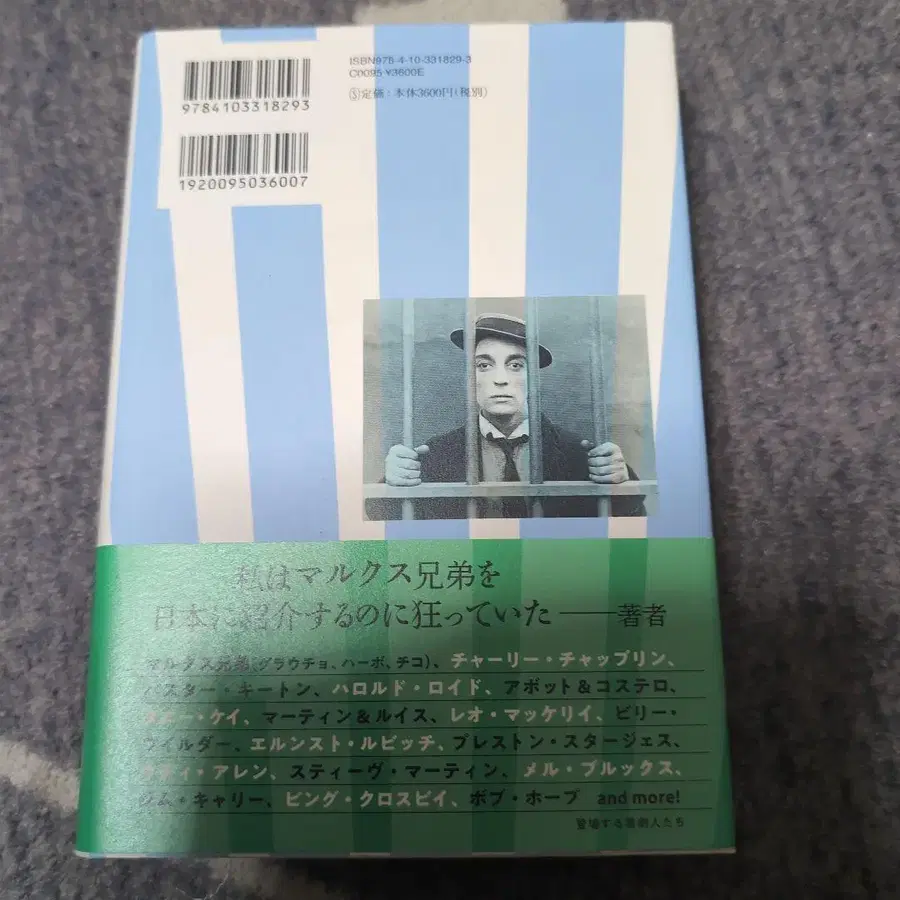 ISBN978-4-10-331829-3
C0095 ¥3600E
Ⓢ定価：本体3600円（税別）
9784103318293
1920095036007
私はマルクス兄弟を
日本に紹介するのに狂っていた――著者
マルクス兄弟（グラウチョ、ハーポ、チコ）、チャーリー・チャップリン、
バスター・キートン、ハロルド・ロイド、アボット＆コステロ、
ダニー・ケイ、マーティン＆ルイス、レオ・マッケリイ、ビリー・
ワイルダー、エルンスト・ルビッチ、プレストン・スタージェス、
ウディ・アレン、スティーヴ・マーティン、メル・ブルックス、
ジム・キャリー、ビング・クロスビイ、ボブ・ホープ and more!
登場する喜劇人たち